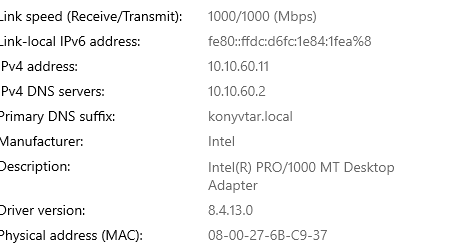 Link speed (Receive/Transmit): 1000/1000 (Mbps)
Link-local IPv6 address: fe80::ffdc:d6fc:1e84:1fea%8
IPv4 address: 10.10.60.11
IPv4 DNS servers: 10.10.60.2
Primary DNS suffix: konyvtar.local
Manufacturer: Intel
Description: Intel(R) PRO/1000 MT Desktop
Adapter
Driver version: 8.4.13.0
Physical address (MAC): 08-00-27-6B-C9-37